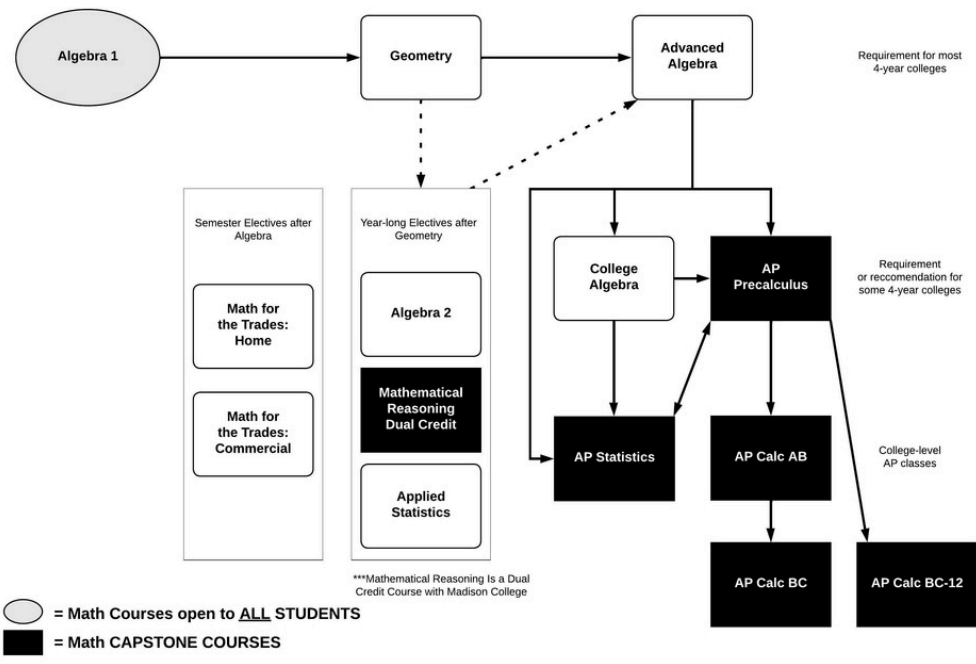 Algebra 1
Geometry
Advanced
Algebra
Requirement for most
4-year colleges
Semester Electives after
Algebra
Math for
the Trades:
Home
Math for
the Trades:
Commercial
Year-long Electives after
Geometry
Algebra 2
Mathematical
Reasoning
Dual Credit
Applied
Statistics
College
Algebra
AP
Precalculus
Requirement
or reccomendation for
some 4-year colleges
AP Statistics
AP Calc AB
College-level
AP classes
AP Calc BC
AP Calc BC-12
***Mathematical Reasoning Is a Dual
Credit Course with Madison College
= Math Courses open to ALL STUDENTS
= Math CAPSTONE COURSES